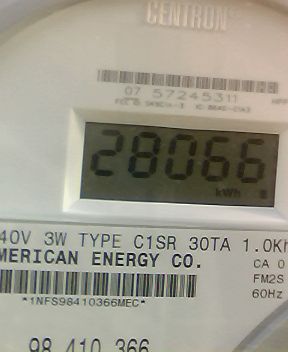 CENTRON®
07 57245311
28066
kWh
40V 3W TYPE C1SR 30TA 1.0Kh
MERICAN ENERGY CO.
CA 0
FM2S
60Hz
*1NFS98410366MEC*
98 410 366